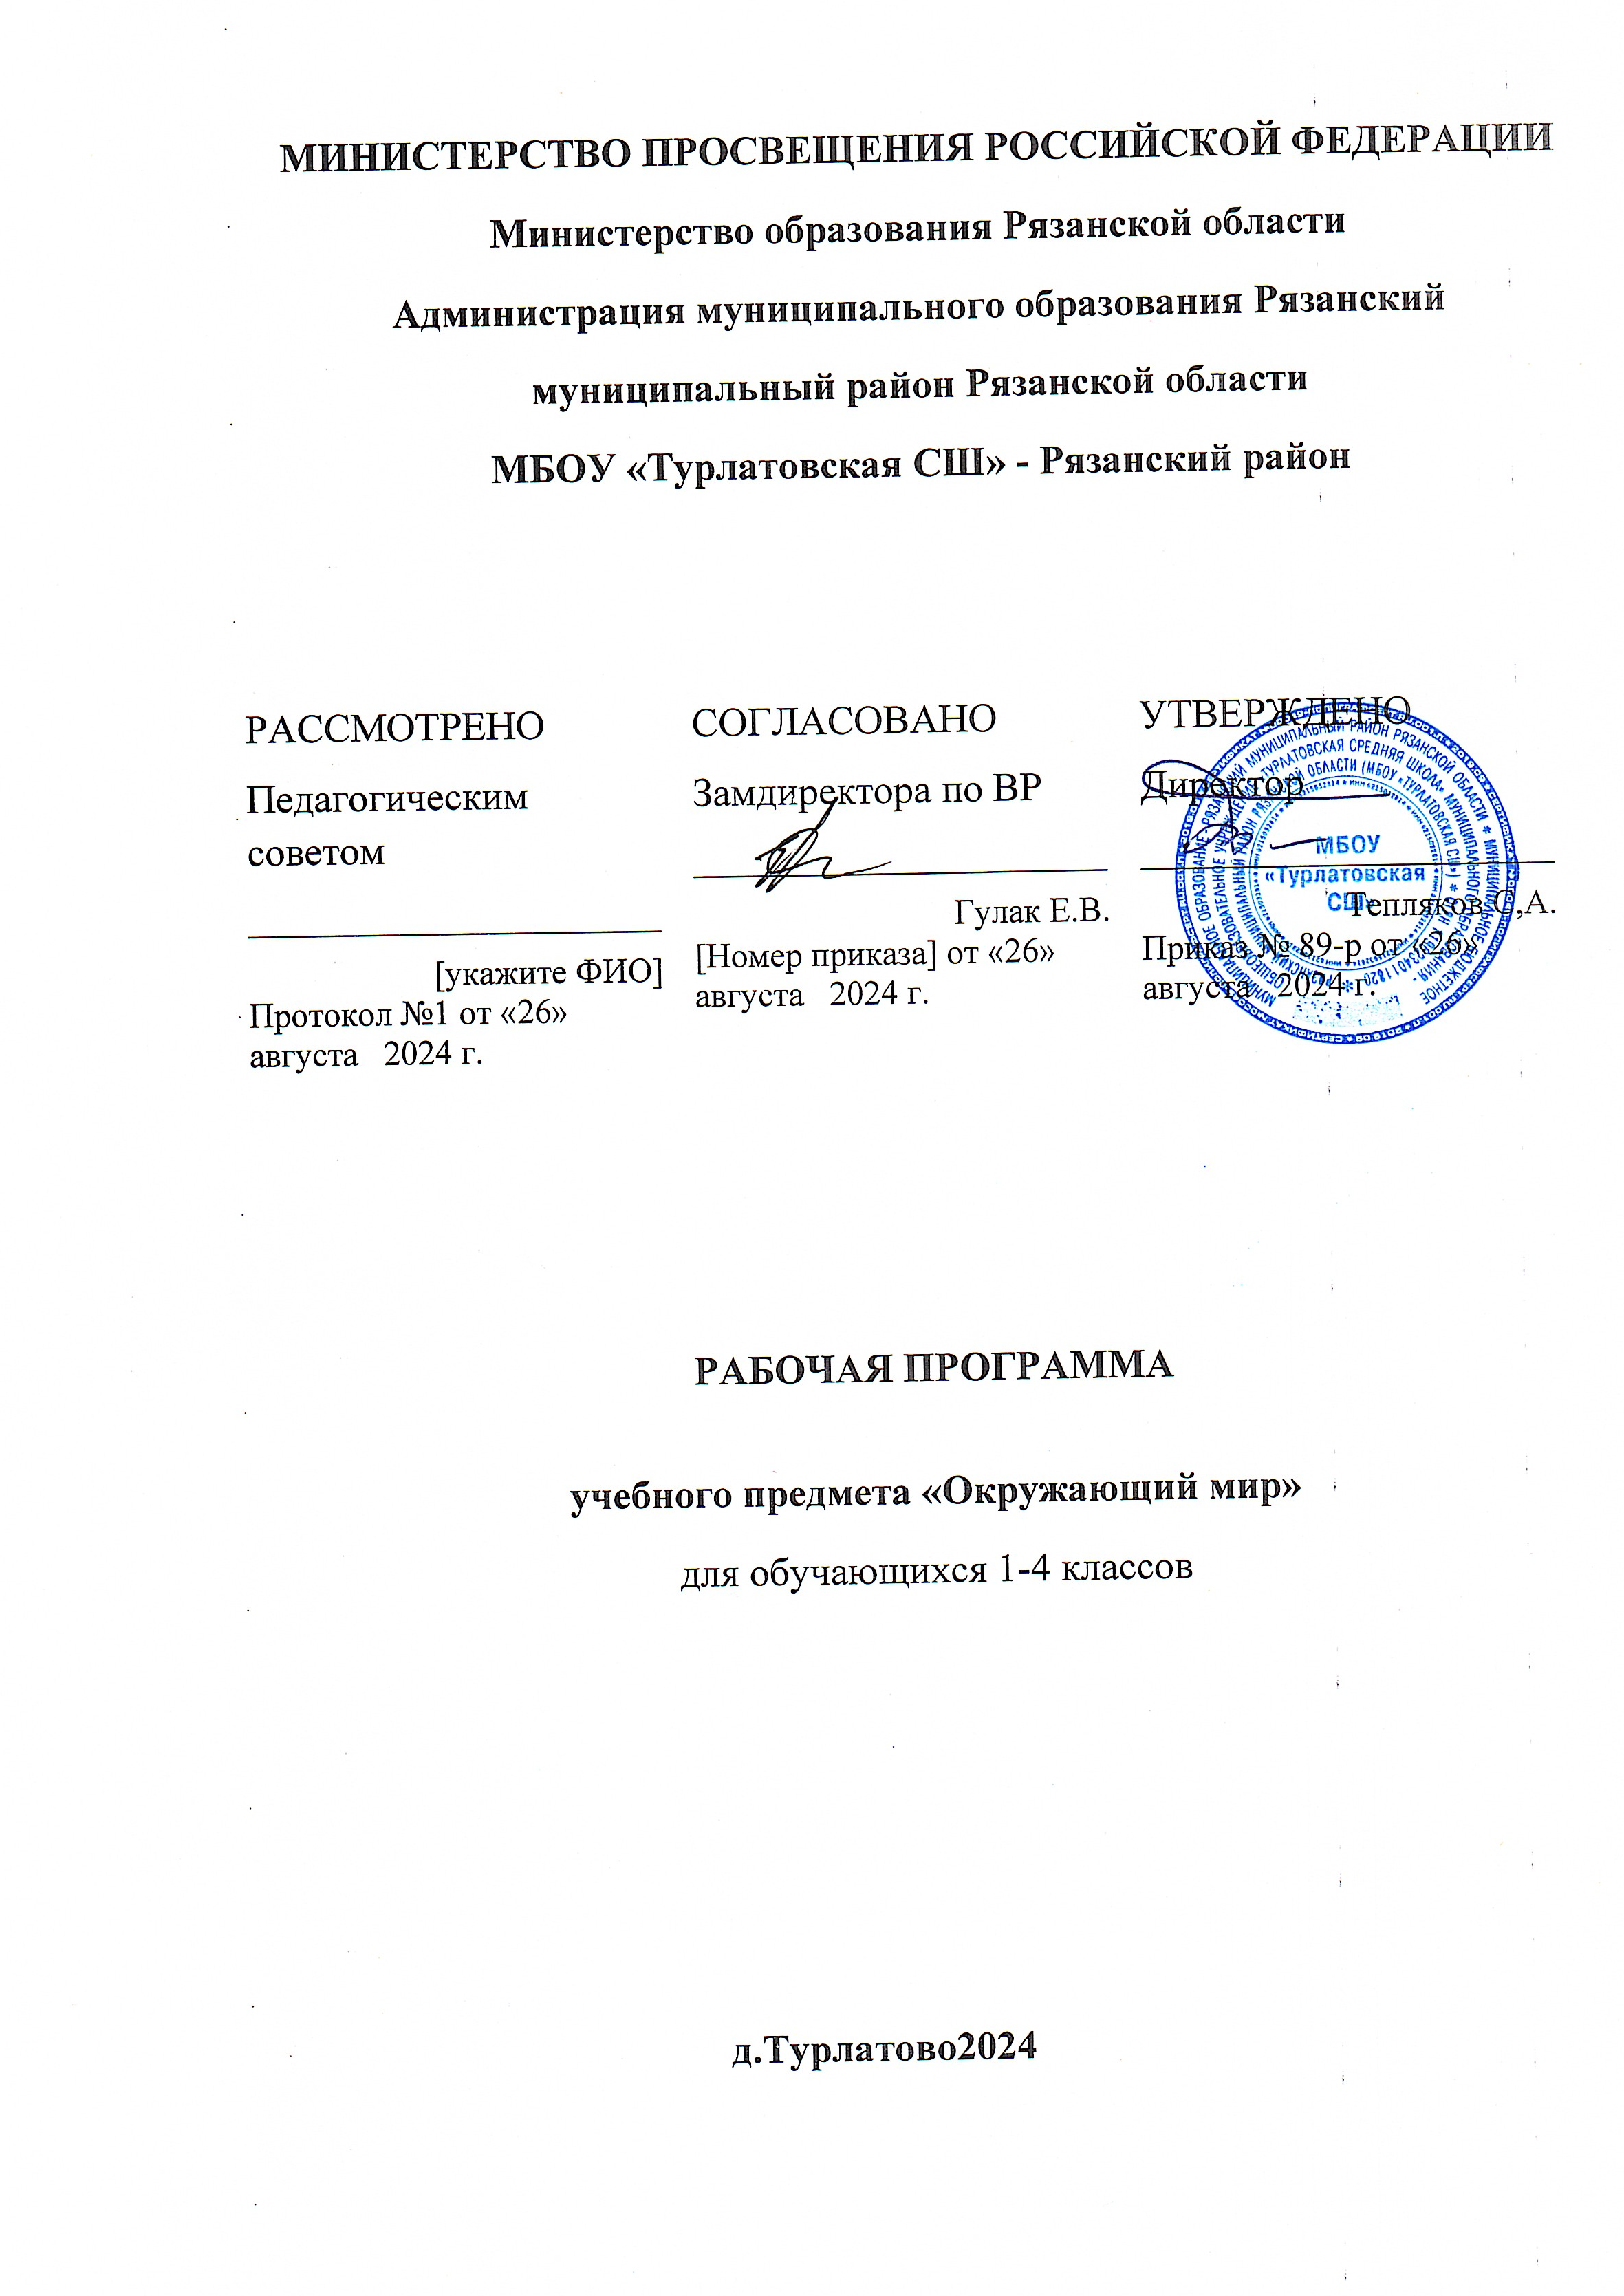 МИНИСТЕРСТВО ПРОСВЕЩЕНИЯ РОССИЙСКОЙ ФЕДЕРАЦИИ
Министерство образования Рязанской области
Администрация муниципального образования Рязанский
муниципальный район Рязанской области
МБОУ «Турлатовская СШ» - Рязанский район
РАССМОТРЕНО
Педагогическим
советом
[укажите ФИО]
Протокол №1 от «26»
августа 2024 г.
СОГЛАСОВАНО
Замдиректора по ВР
Гулак Е.В.
[Номер приказа] от «26»
августа 2024 г.
УТВЕРЖДЕНО
Директор
Тепляков С,А.
Приказ № 89-р от «26»
августа 2024 г.
МБОУ
«Турлатовская
СШ»
РАБОЧАЯ ПРОГРАММА
учебного предмета «Окружающий мир»
для обучающихся 1-4 классов
д.Турлатово2024